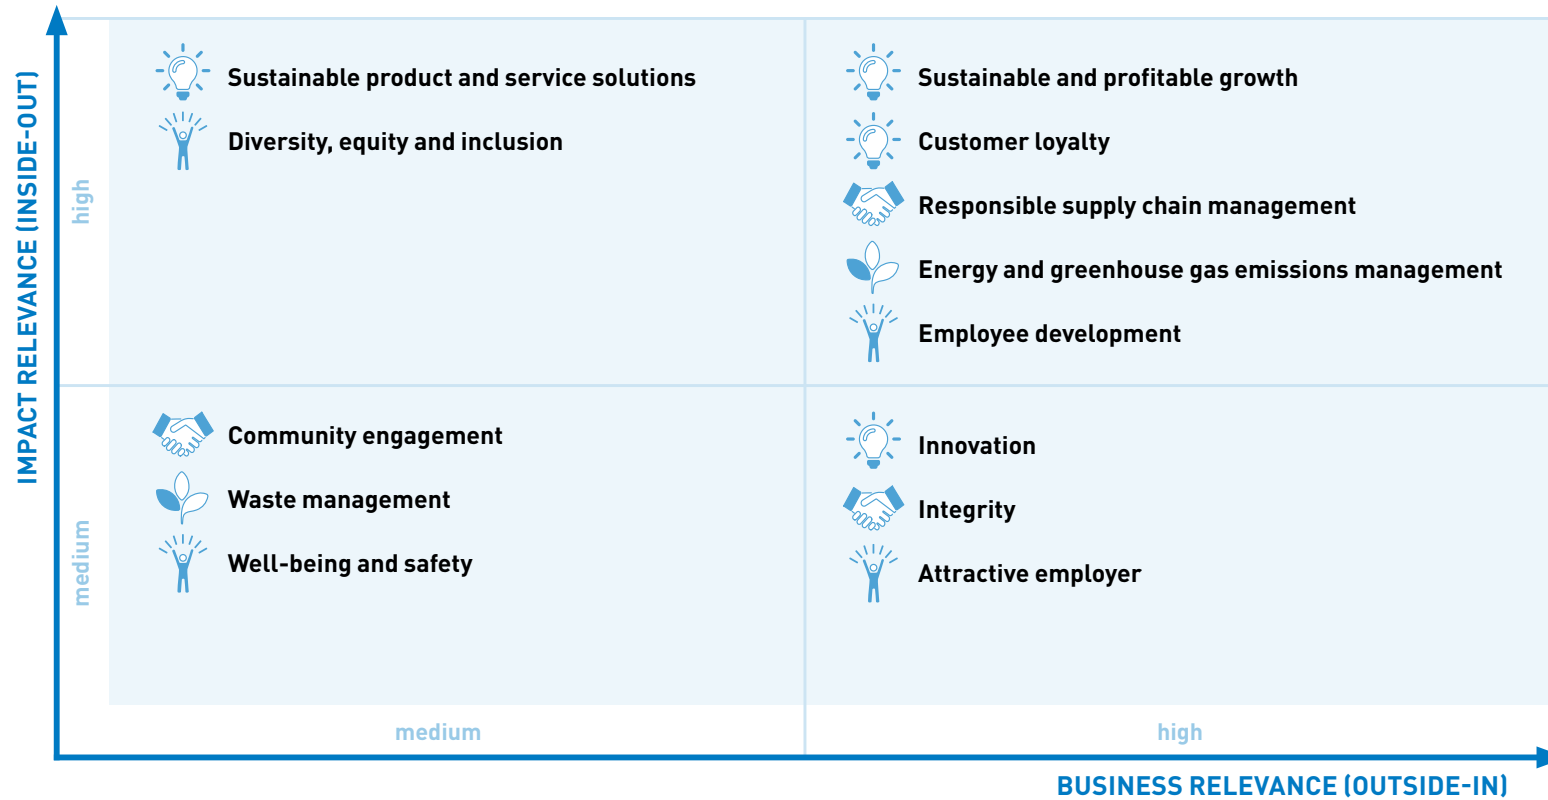 IMPACT RELEVANCE (INSIDE-OUT)
high
medium
Sustainable product and service solutions
Diversity, equity and inclusion
Sustainable and profitable growth
Customer loyalty
Responsible supply chain management
Energy and greenhouse gas emissions management
Employee development
Community engagement
Waste management
Well-being and safety
Innovation
Integrity
Attractive employer
medium
high
BUSINESS RELEVANCE (OUTSIDE-IN)